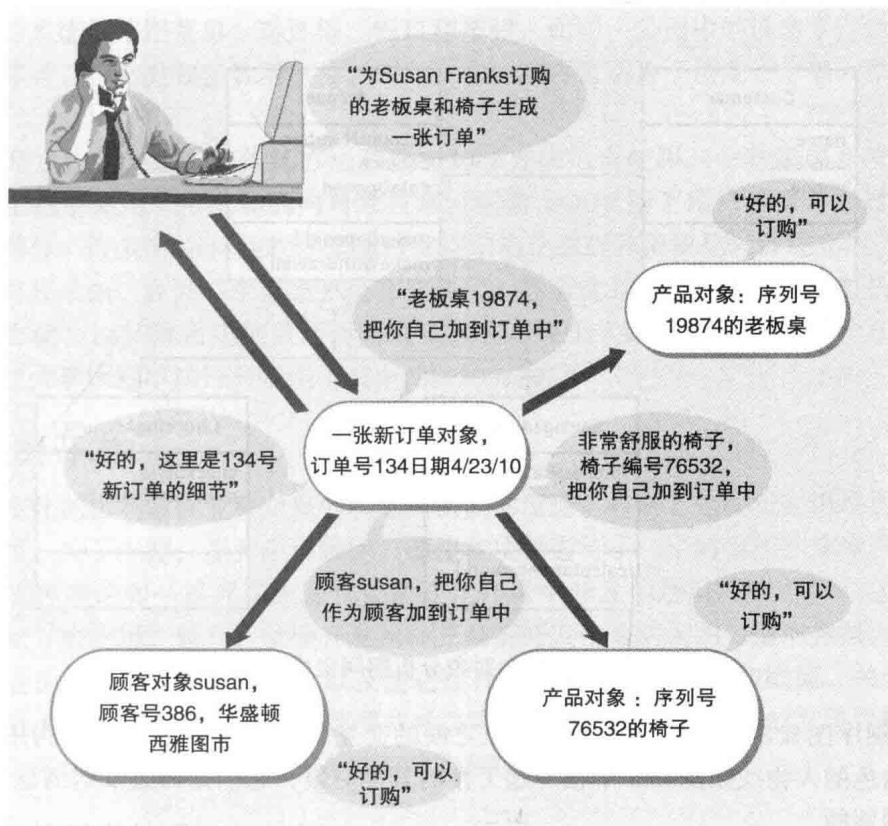 “为Susan Franks订购
的老板桌和椅子生成
一张订单”
“好的，可以
订购”
产品对象：序列号
19874的老板桌
“老板桌19874，
把你自己加到订单中”
一张新订单对象，
订单号134日期4/23/10
“好的，这里是134号
新订单的细节”
非常舒服的椅子，
椅子编号76532，
把你自己加到订单中
顾客susan，把你自己
作为顾客加到订单中
“好的，可以
订购”
顾客对象susan，
顾客号386，华盛顿
西雅图市
产品对象：序列号
76532的椅子
“好的，可以
订购”